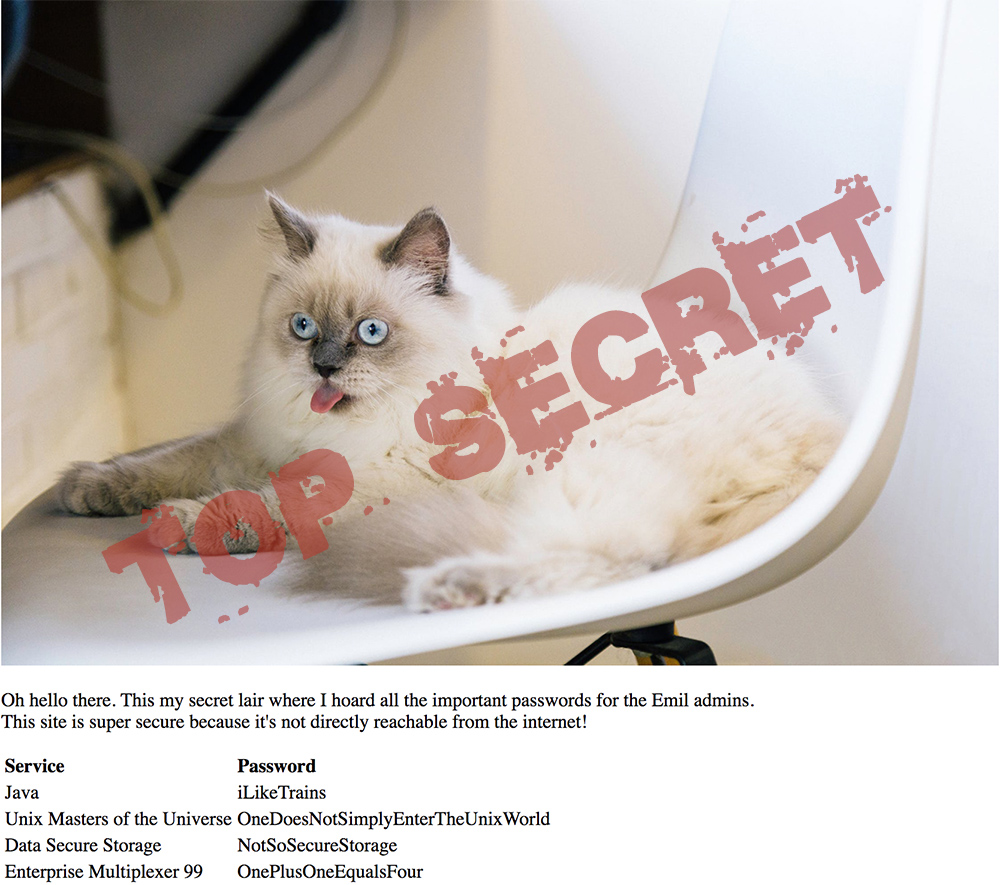 TOP SECRET
Oh hello there. This my secret lair where I hoard all the important passwords for the Emil admins.
This site is super secure because it's not directly reachable from the internet!
Service Password
Java iLikeTrains
Unix Masters of the Universe OneDoesNotSimplyEnterTheUnixWorld
Data Secure Storage NotSoSecureStorage
Enterprise Multiplexer 99 OnePlusOneEqualsFour